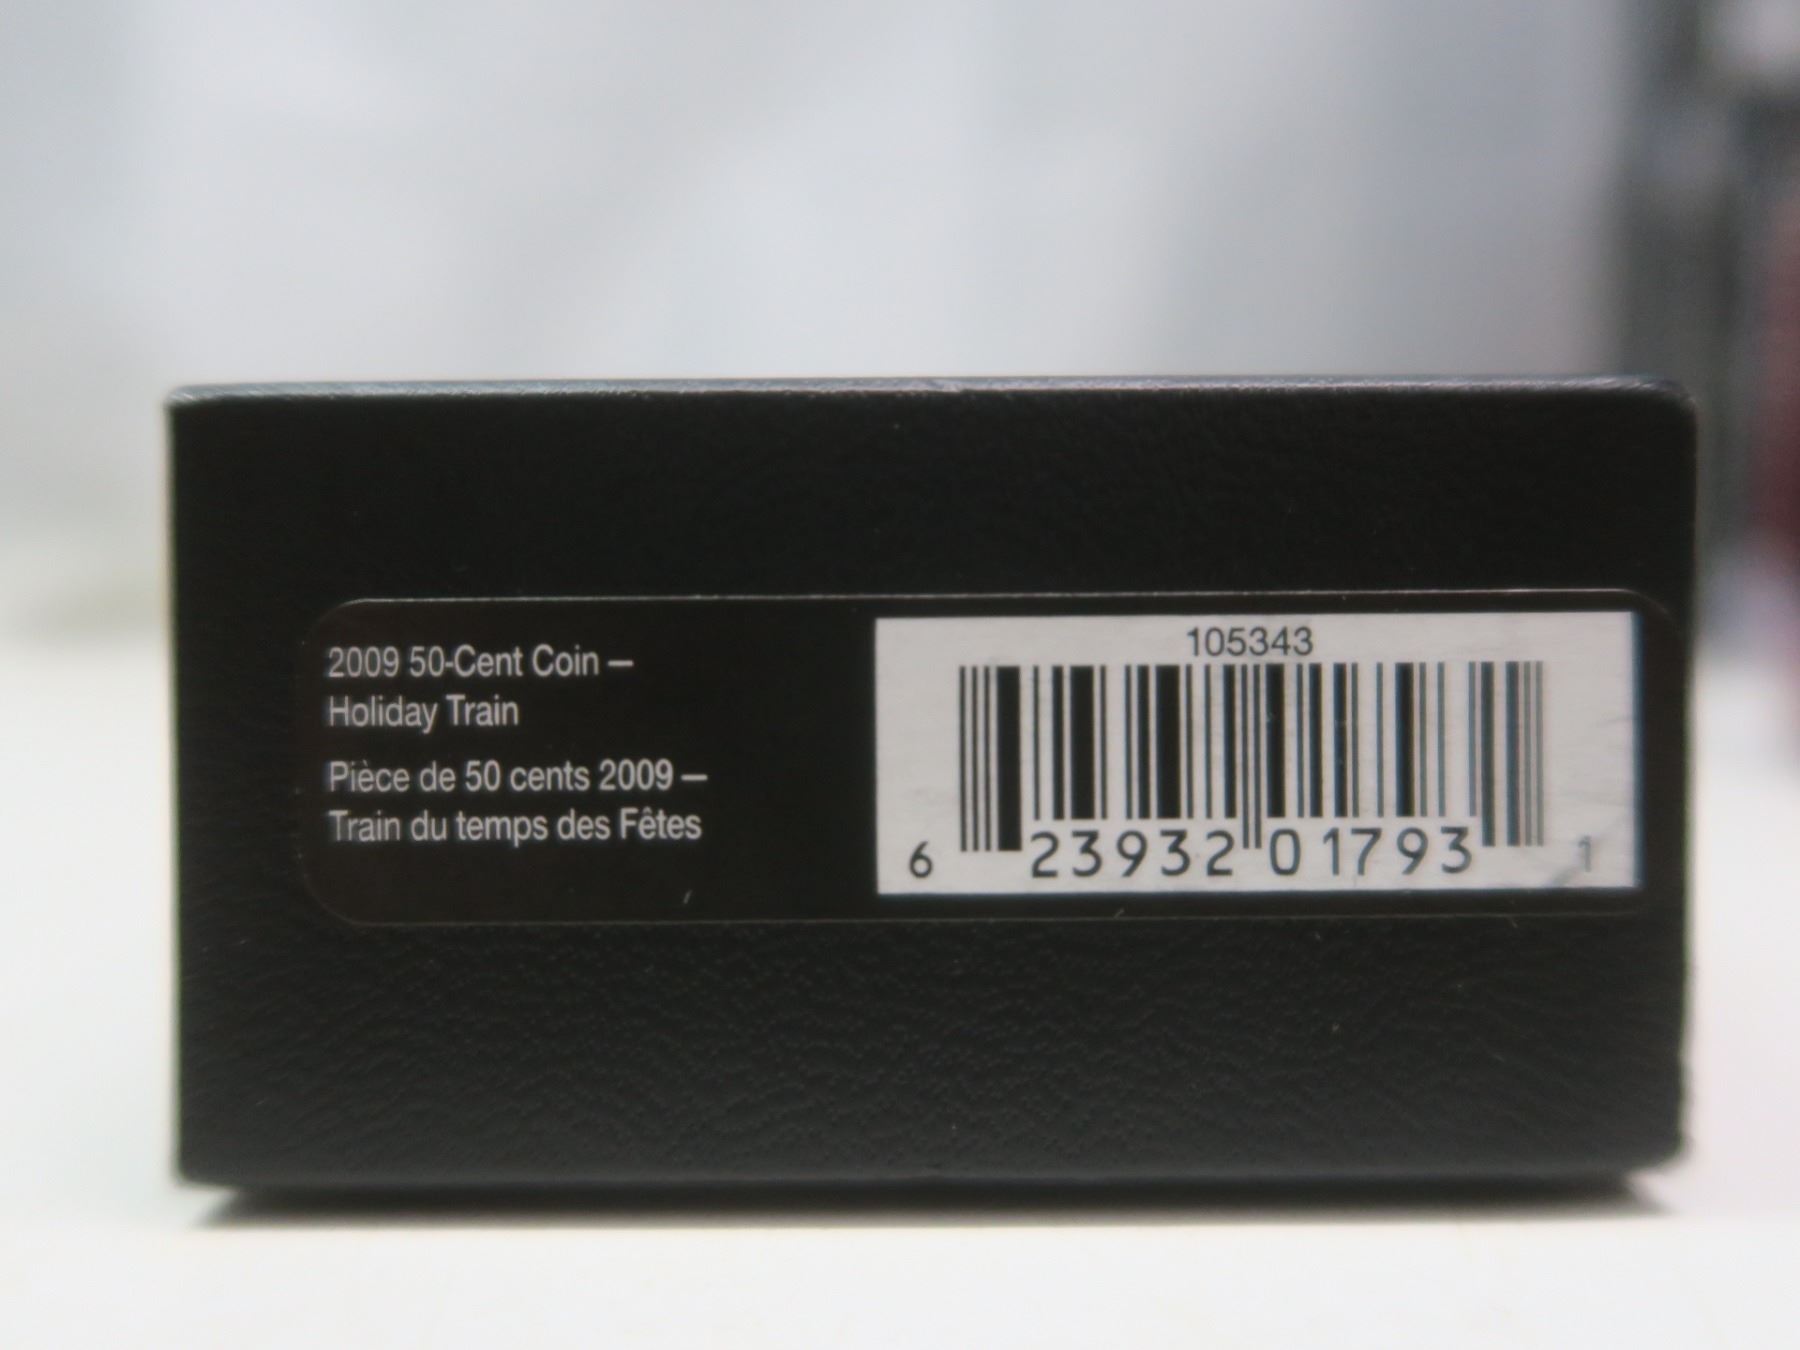 2009 50-Cent Coin –
Holiday Train
Pièce de 50 cents 2009 –
Train du temps des Fêtes
105343
6 23932 01793 1